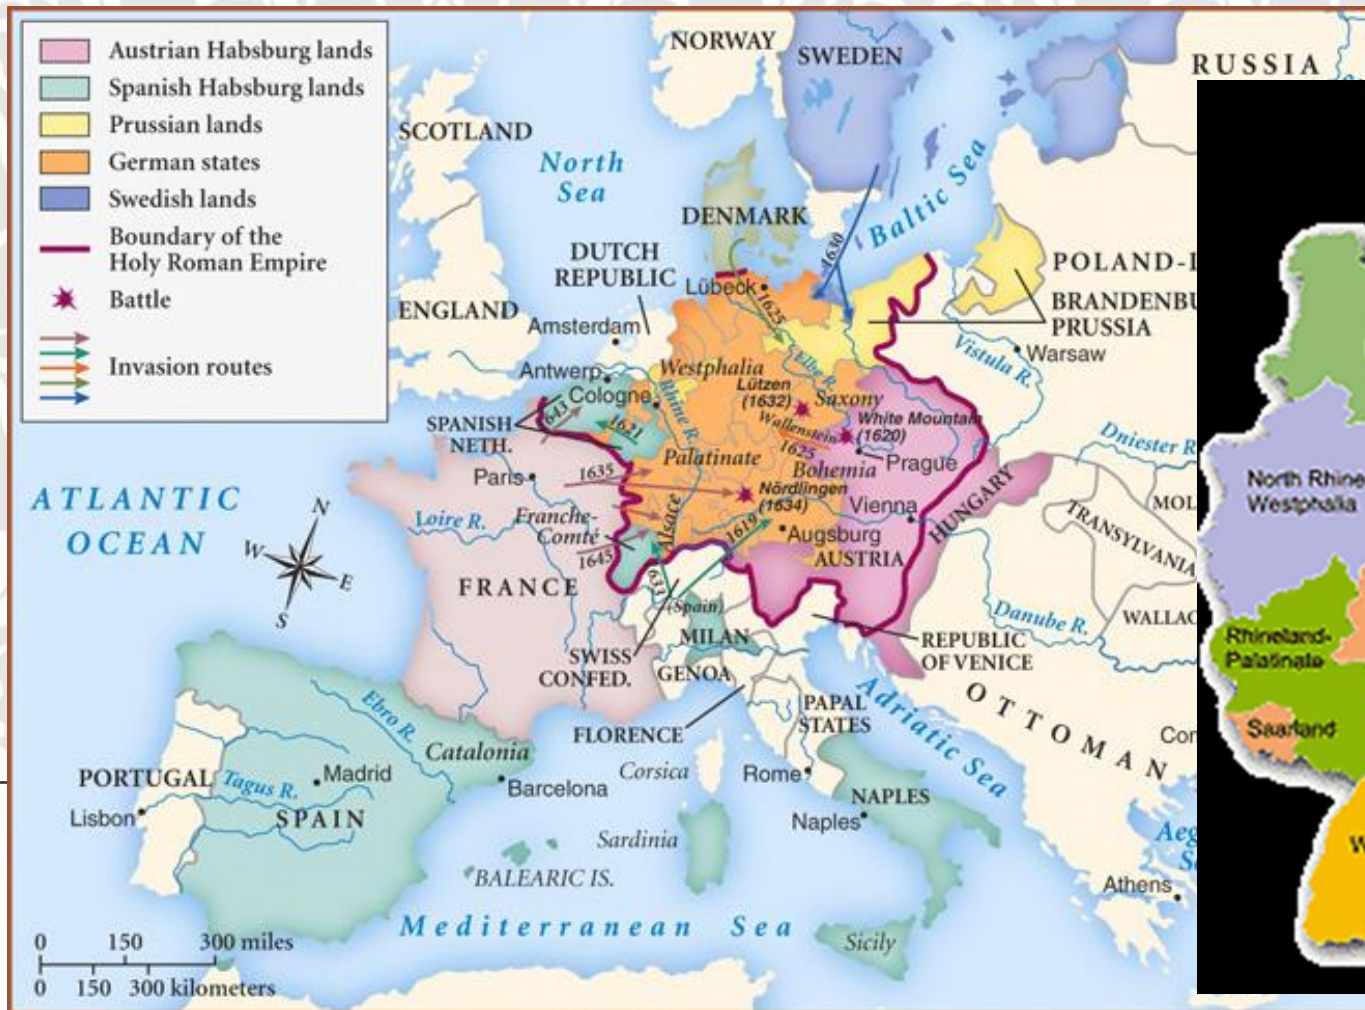 Austrian Habsburg lands
Spanish Habsburg lands
Prussian lands
German states
Swedish lands
Boundary of the
Holy Roman Empire
Battle
Invasion routes
NORWAY
SWEDEN
RUSSIA
SCOTLAND
North
Sea
Baltic Sea
DENMARK
1630
DUTCH
REPUBLIC
Lübeck
1625
POLAND-L
BRANDENBU
PRUSSIA
ENGLAND
Amsterdam
Elbe R.
Vistula R.
Warsaw
Antwerp
Westphalia
Cologne
Rhine R.
Lützen
(1632)
Saxony
White Mountain
(1620)
Wallenstein
1625
SPANISH
NETH.
1643
1621
Palatinate
Bohemia
Prague
Dniester R
Paris
1635
Nördlingen
(1634)
Vienna
HUNGARY
MOL
TRANSYLVANIA
ATLANTIC
OCEAN
N
W
E
S
Loire R.
Franche-
Comté
Alsace
1619
Augsburg
AUSTRIA
1645
1633
FRANCE
(Spain)
MILAN
Danube R.
WALLAC
SWISS
CONFED.
GENOA
REPUBLIC
OF VENICE
FLORENCE
PAPAL
STATES
Adriatic Sea
OTTOMAN
Con
Ebro R.
Catalonia
Corsica
Rome
PORTUGAL
Tagus R.
Madrid
Barcelona
NAPLES
Lisbon
SPAIN
Sardinia
Naples
Aeg
S
BALEARIC IS.
Athens
Mediterranean Sea
Sicily
0 150 300 miles
0 150 300 kilometers
North Rhine
Westphalia
Rhineland-
Palatinate
Saarland
W